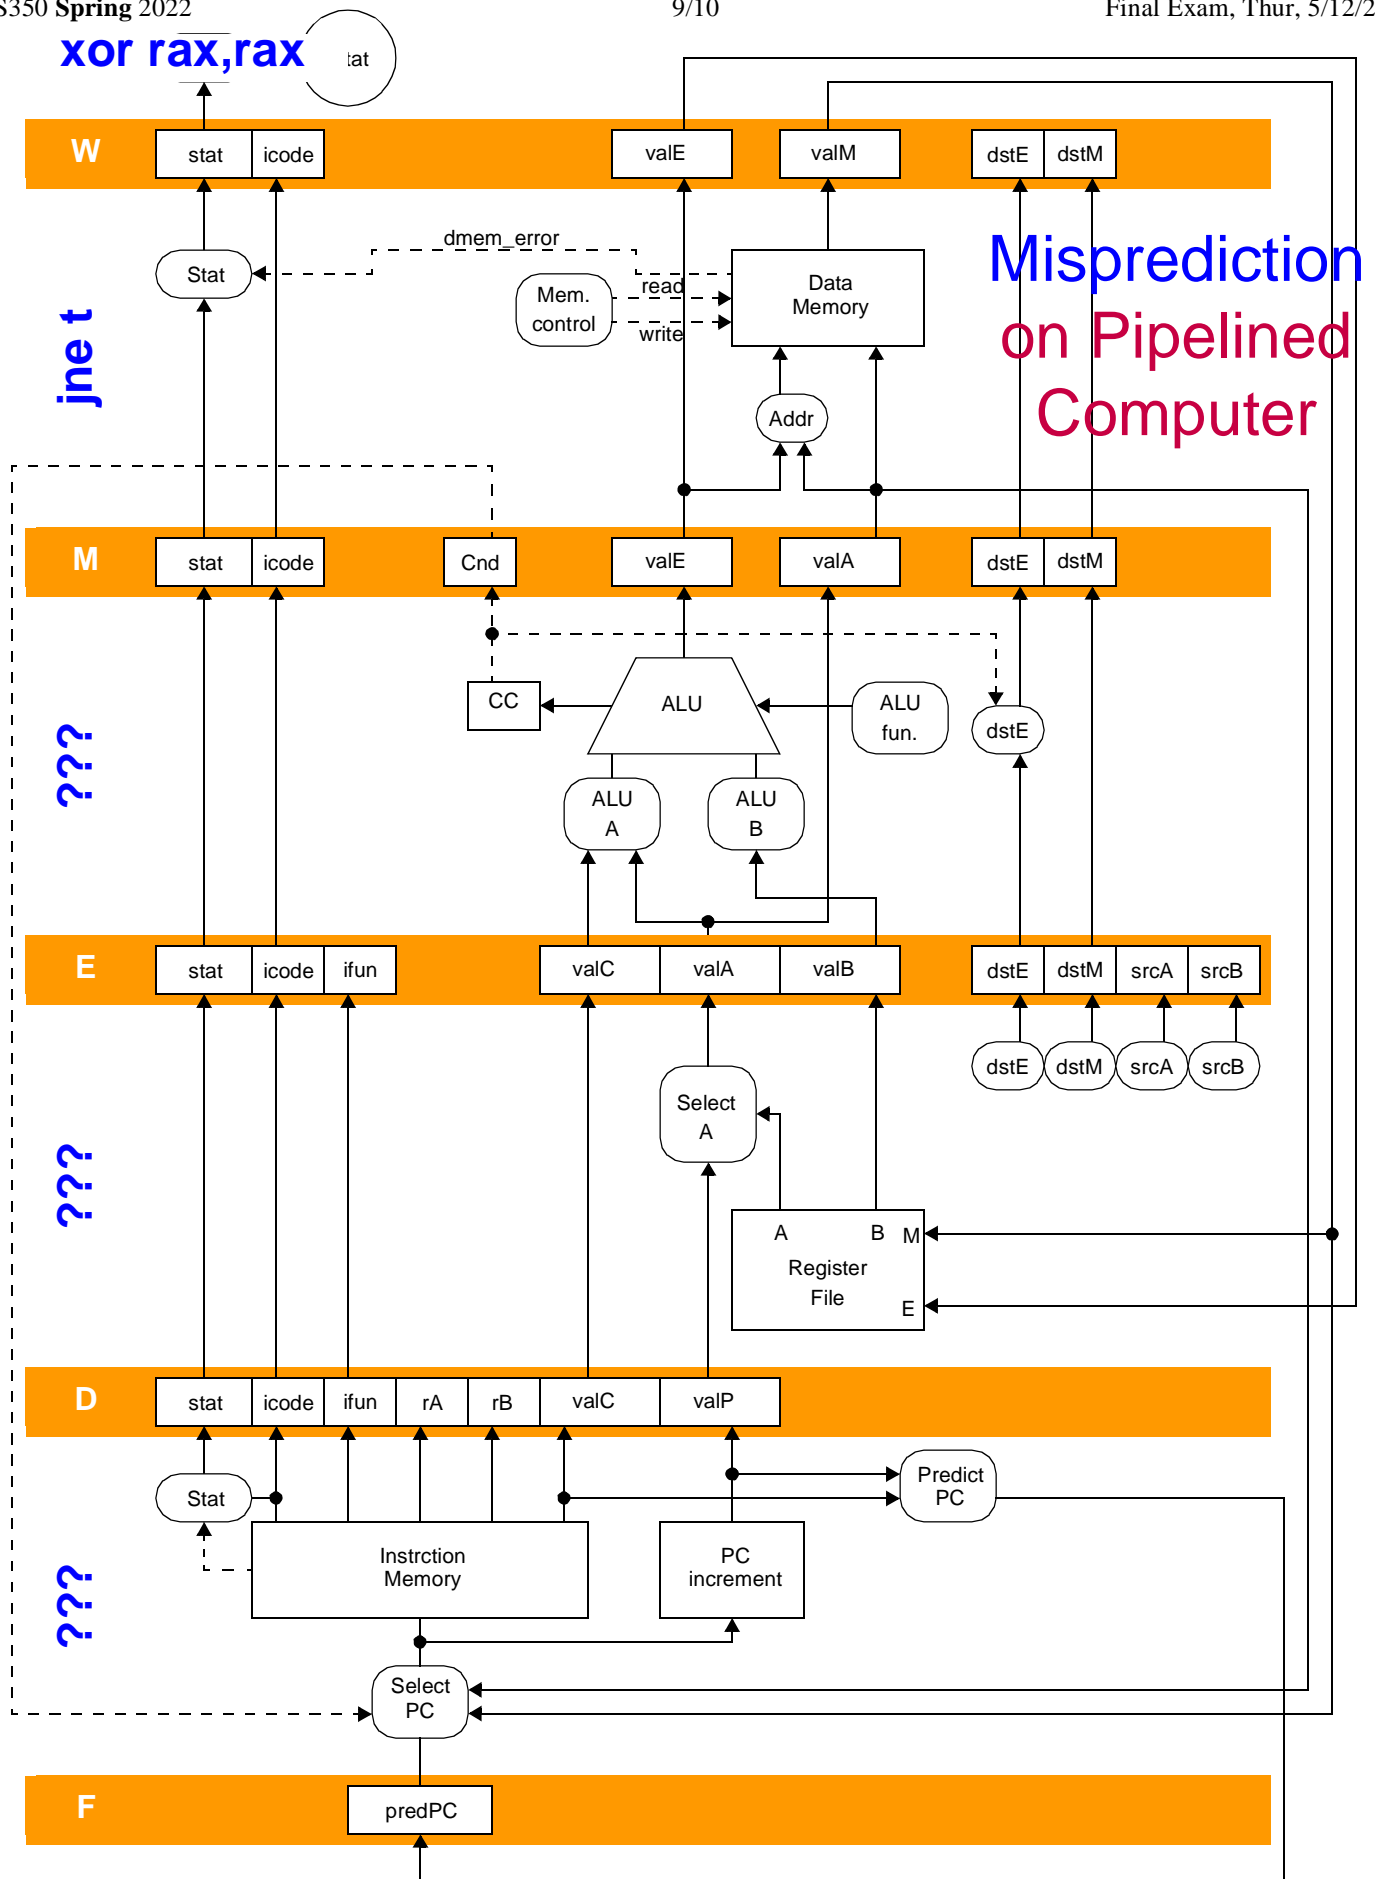 S350 Spring 2022 9/10 Final Exam, Thur, 5/12/2
xor rax,rax tat
W stat icode valE valM dstE dstM
dmem_error
Stat
Mem.
control
read
write
Data
Memory
Misprediction
on Pipelined
Computer
jne t
Addr
M stat icode Cnd valE valA dstE dstM
CC
ALU
ALU
fun.
dstE
???
ALU
A
ALU
B
E stat icode ifun valC valA valB dstE dstM srcA srcB
dstE dstM srcA srcB
Select
A
???
A B M
Register
File
E
D stat icode ifun rA rB valC valP
Stat
Predict
PC
Instrction
Memory
PC
increment
???
Select
PC
F predPC